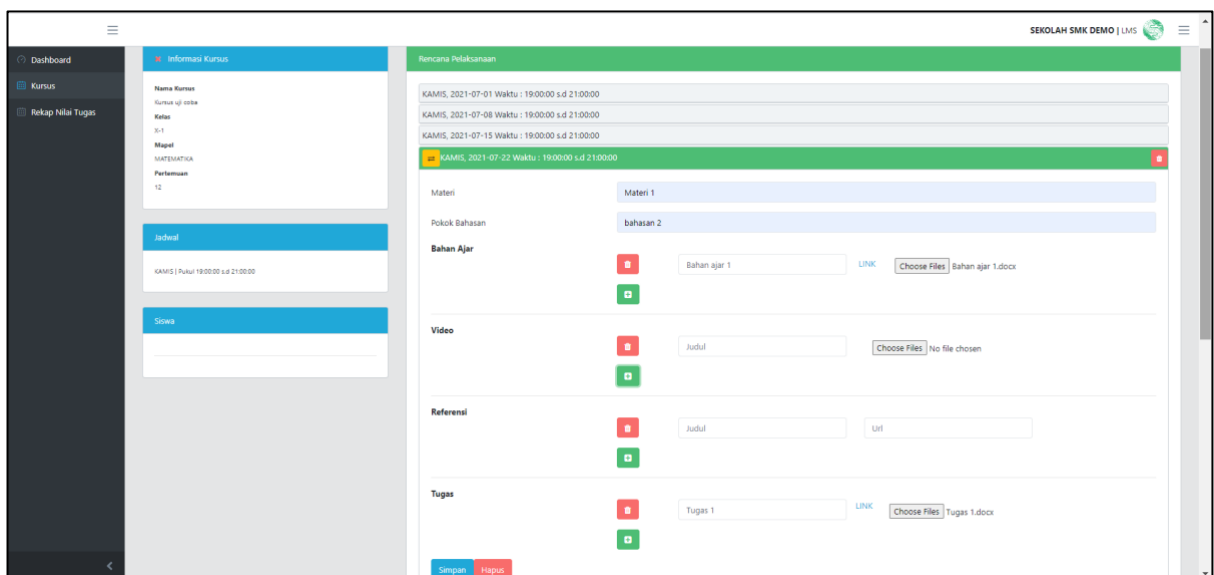 SEKOLAH SMK DEMO | LMS
Dashboard
Kursus
Rekap Nilai Tugas
Informasi Kursus
Nama Kursus
Kursus uji coba
Kelas
X-1
Mapel
MATEMATIKA
Pertemuan
12
Jadwal
KAMIS | Pukul 19:00:00 s.d 21:00:00
Siswa
Rencana Pelaksanaan
KAMIS, 2021-07-01 Waktu : 19:00:00 s.d 21:00:00
KAMIS, 2021-07-08 Waktu : 19:00:00 s.d 21:00:00
KAMIS, 2021-07-15 Waktu : 19:00:00 s.d 21:00:00
KAMIS, 2021-07-22 Waktu : 19:00:00 s.d 21:00:00
Materi Materi 1
Pokok Bahasan bahasan 2
Bahan Ajar
Bahan ajar 1 LINK Choose Files Bahan ajar 1.docx
Video
Judul Choose Files No file chosen
Referensi
Judul Url
Tugas
Tugas 1 LINK Choose Files Tugas 1.docx
Simpan Hapus